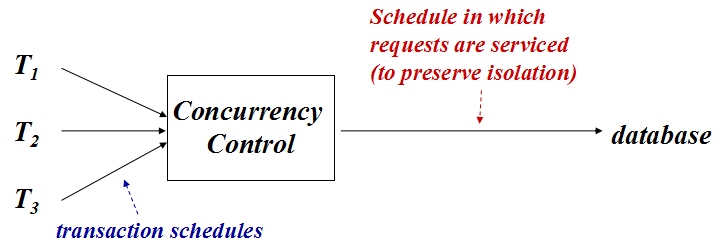 Schedule in which
requests are serviced
(to preserve isolation)
T1
T2
T3
Concurrency
Control
database
transaction schedules